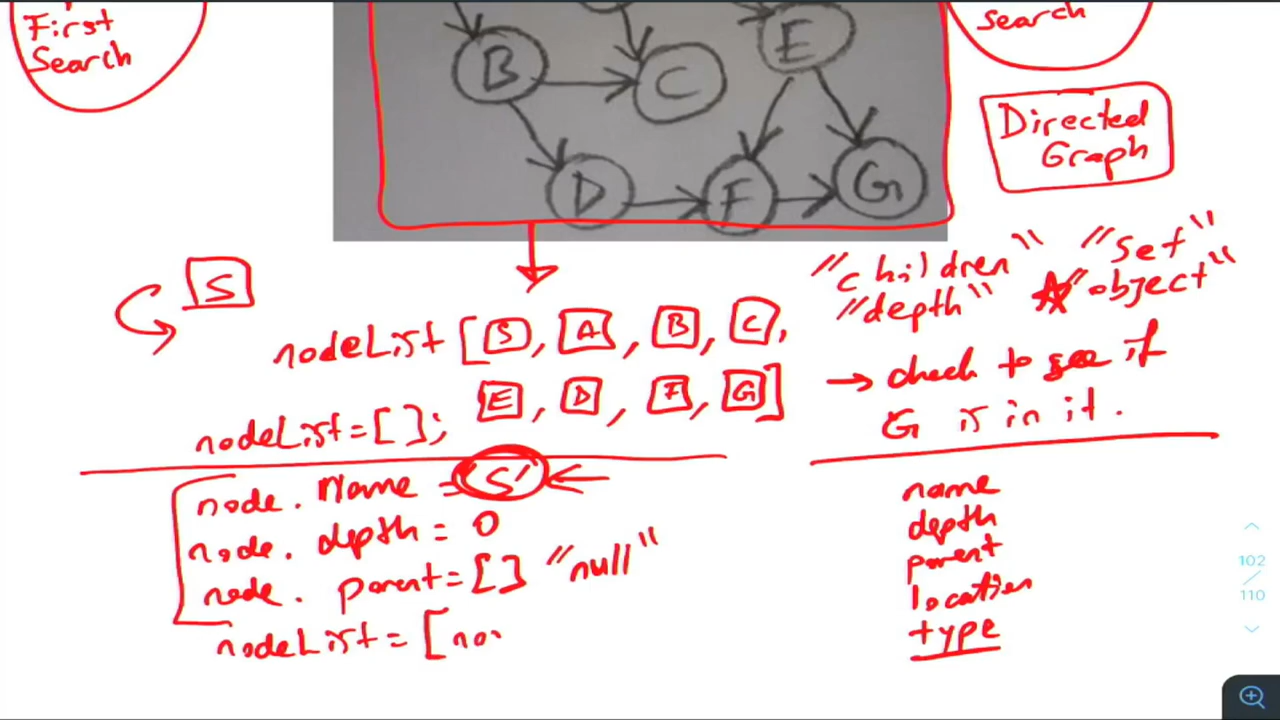 First
Search
search
E
B
C
Directed
Graph
D
F
G
"children" "set"
"depth" "object"
S
nodeList [S, A, B, C,
E, D, F, G]
→ check to see if
G is in it.
nodeList=[];
node. Name = 'S'
node. depth = 0
node. parent=[] "null"
nodeList = [no
name
depth
parent
location
type
102
/
110